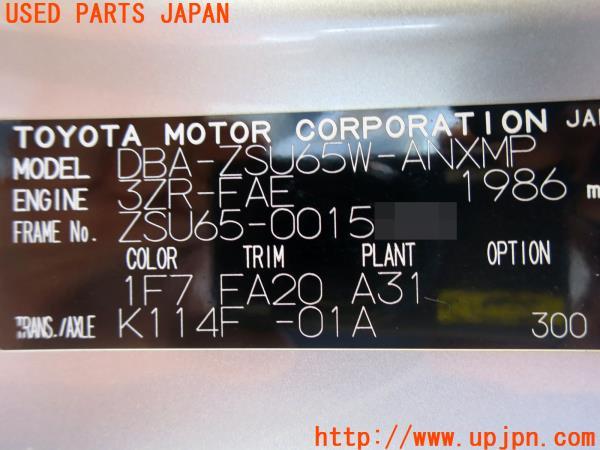 USED PARTS JAPAN
TOYOTA MOTOR CORPORATION JA
MODEL DBA-ZSU65W-ANXMP
ENGINE 3ZR-FAE 1986 m
FRAME No. ZSU65-0015
COLOR TRIM PLANT OPTION
1F7 FA20 A31
TRANS./AXLE K114F -01A 300
http://www.upjpn.com/